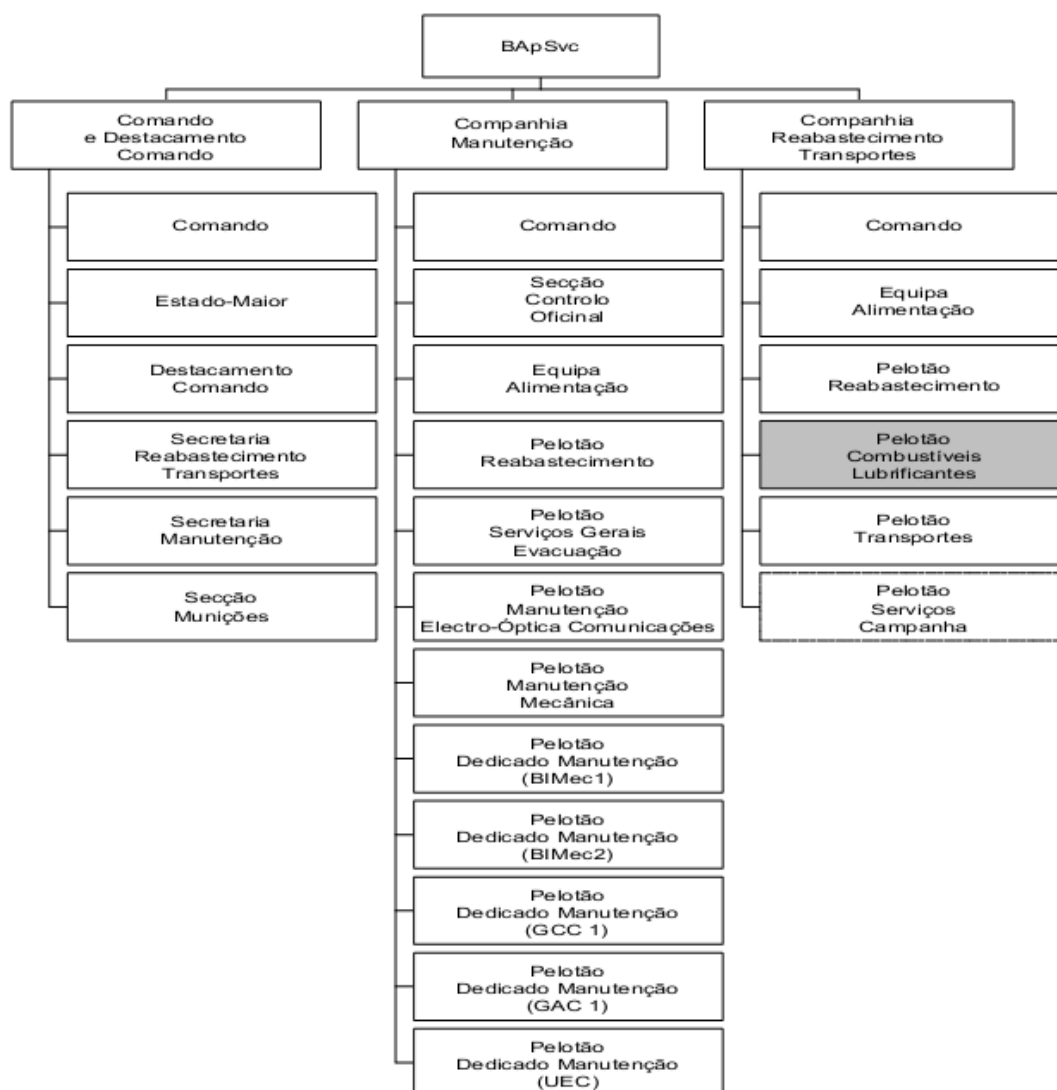 BApSvc
Comando
e Destacamento
Comando
Companhia
Manutenção
Companhia
Reabastecimento
Transportes
Comando
Estado-Maior
Destacamento
Comando
Secretaria
Reabastecimento
Transportes
Secretaria
Manutenção
Secção
Munições
Comando
Secção
Controlo
Oficinal
Equipa
Alimentação
Pelotão
Reabastecimento
Pelotão
Serviços Gerais
Evacuação
Pelotão
Manutenção
Electro-Óptica Comunicações
Pelotão
Manutenção
Mecânica
Pelotão
Dedicado Manutenção
(BIMec1)
Pelotão
Dedicado Manutenção
(BIMec2)
Pelotão
Dedicado Manutenção
(GCC 1)
Pelotão
Dedicado Manutenção
(GAC 1)
Pelotão
Dedicado Manutenção
(UEC)
Comando
Equipa
Alimentação
Pelotão
Reabastecimento
Pelotão
Combustíveis
Lubrificantes
Pelotão
Transportes
Pelotão
Serviços
Campanha